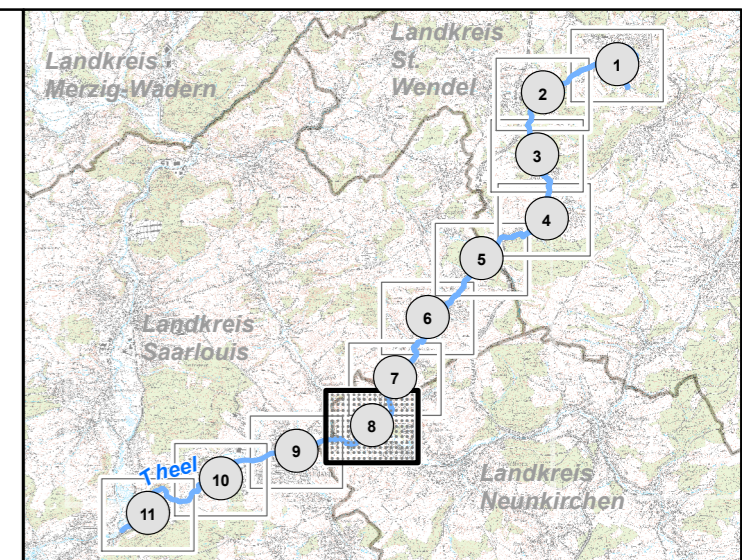 Landkreis
Merzig-Wadern
Landkreis
St.
Wendel
1
2
3
4
5
6
7
8
9
10
11
Landkreis
Saarlouis
Theel
Landkreis
Neunkirchen